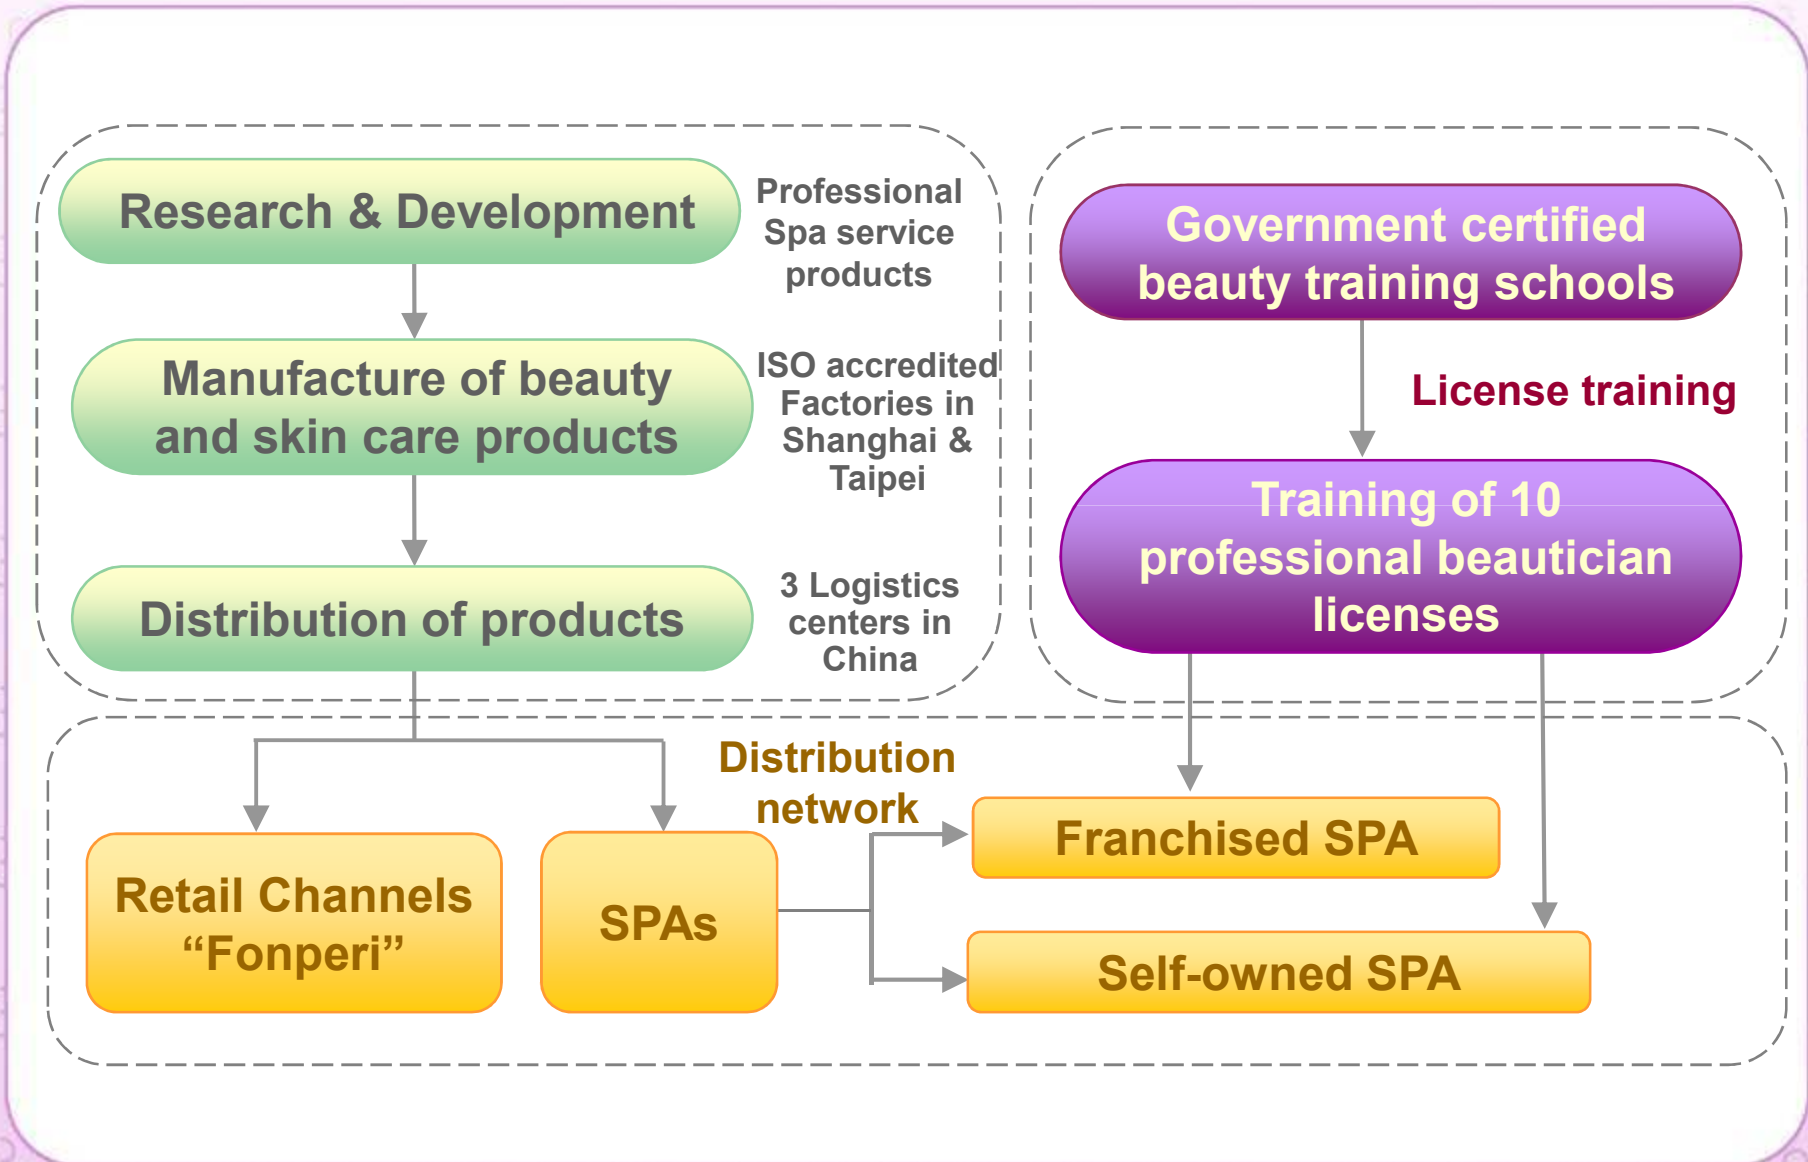 Research & Development
Professional
Spa service
products
Manufacture of beauty
and skin care products
ISO accredited
Factories in
Shanghai &
Taipei
Distribution of products
3 Logistics
centers in
China
Government certified
beauty training schools
License training
Training of 10
professional beautician
licenses
Distribution
network
Retail Channels
“Fonperi”
SPAs
Franchised SPA
Self-owned SPA